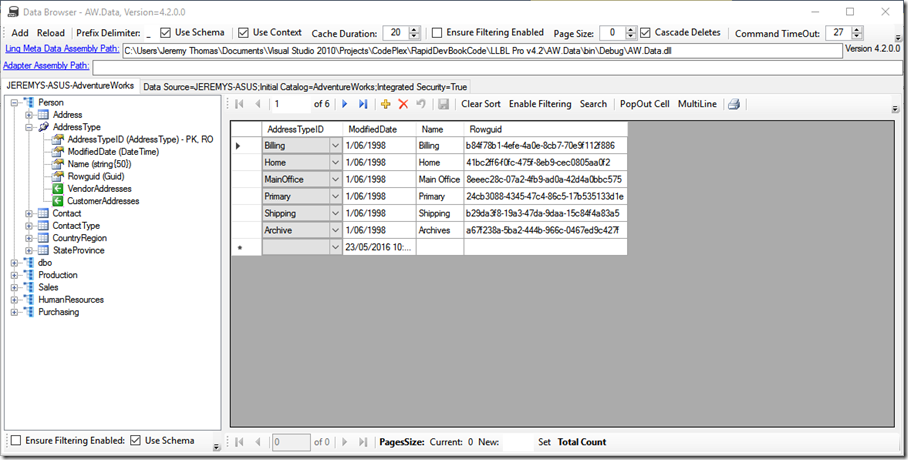 Data Browser - AW.Data, Version=4.2.0.0
Add Reload Prefix Delimiter: _ Use Schema Use Context Cache Duration: 20 Ensure Filtering Enabled Page Size: 0 Cascade Deletes Command TimeOut: 27
Linq Meta Data Assembly Path: C:\Users\Jeremy Thomas\Documents\Visual Studio 2010\Projects\CodePlex\RapidDevBookCode\LLBL Pro v4.2\AW.Data\bin\Debug\AW.Data.dll Version 4.2.0.0
Adapter Assembly Path:
JEREMYS-ASUS-AdventureWorks Data Source=JEREMYS-ASUS;Initial Catalog=AdventureWorks;Integrated Security=True
Person
Address
AddressType
AddressTypeID (AddressType) - PK, RO
ModifiedDate (DateTime)
Name (string{50})
Rowguid (Guid)
VendorAddresses
CustomerAddresses
Contact
ContactType
CountryRegion
StateProvince
dbo
Production
Sales
HumanResources
Purchasing
Ensure Filtering Enabled: Use Schema
1 of 6 Clear Sort Enable Filtering Search PopOut Cell MultiLine
AddressTypeID ModifiedDate Name Rowguid
Billing 1/06/1998 Billing b84f78b1-4efe-4a0e-8cb7-70e9f112f886
Home 1/06/1998 Home 41bc2ff6-f0fc-475f-8eb9-cec0805aa0f2
MainOffice 1/06/1998 Main Office 8eeec28c-07a2-4fb9-ad0a-42d4a0bbc575
Primary 1/06/1998 Primary 24cb3088-4345-47c4-86c5-17b535133d1e
Shipping 1/06/1998 Shipping b29da3f8-19a3-47da-9daa-15c84f4a83a5
Archive 1/06/1998 Archives a67f238a-5ba2-444b-966c-0467ed9c427f
* 23/05/2016 10:...
0 of 0 PagesSize: Current: 0 New: Set Total Count